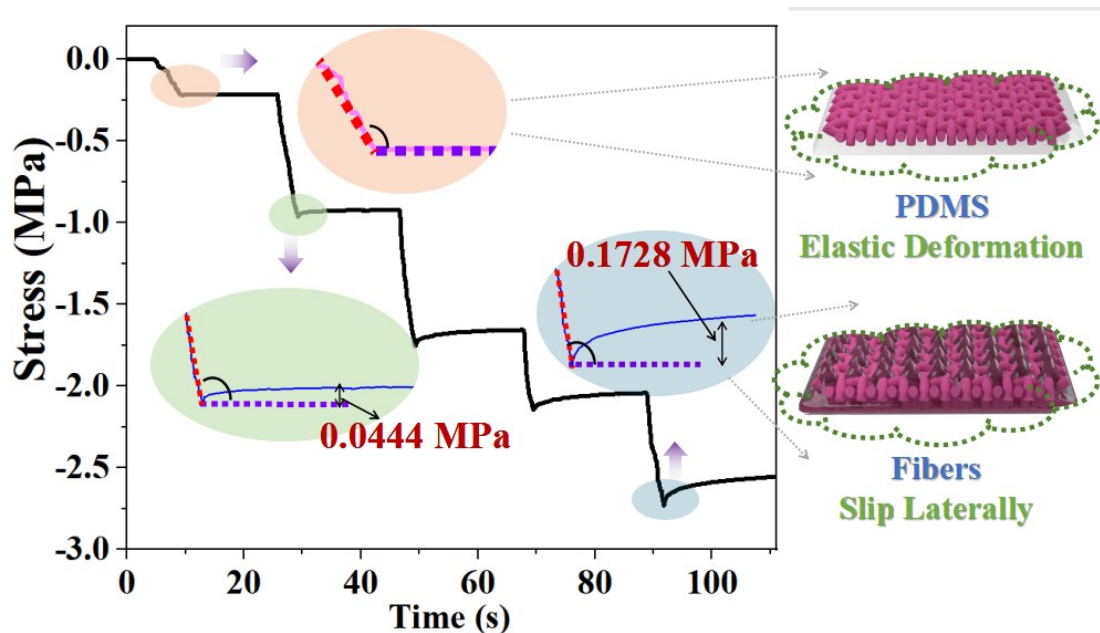 0.0
-0.5
-1.0
-1.5
-2.0
-2.5
-3.0
Stress (MPa)
0
20
40
60
80
100
Time (s)
0.0444 MPa
0.1728 MPa
PDMS
Elastic Deformation
Fibers
Slip Laterally